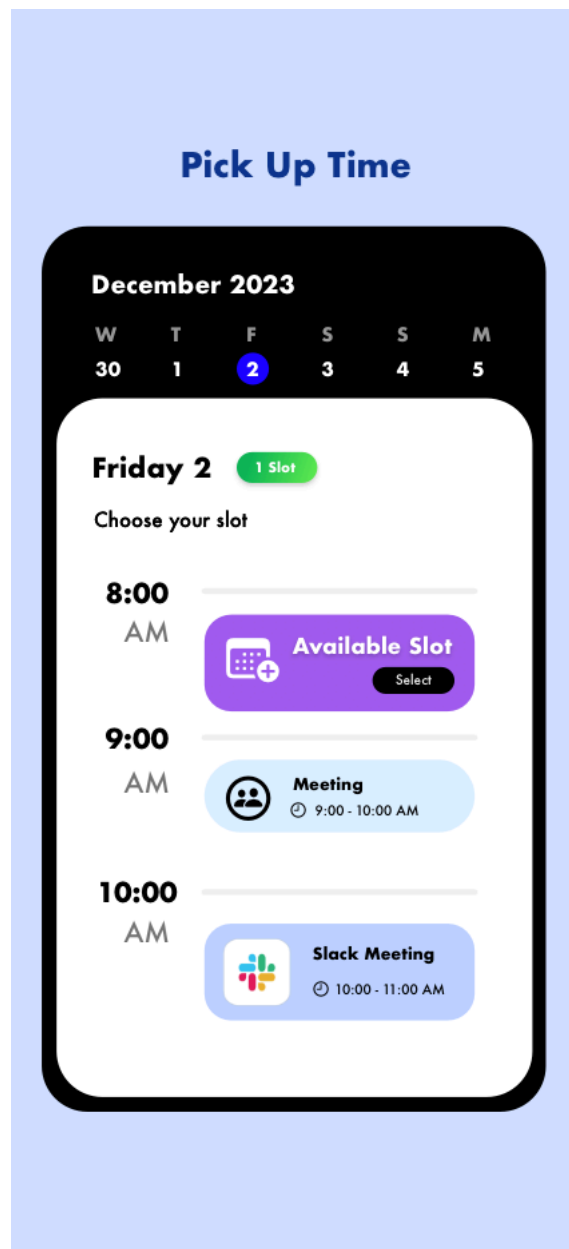 Pick Up Time
December 2023
W T F S S M
30 1 2 3 4 5
Friday 2 1 Slot
Choose your slot
8:00
AM
Available Slot
Select
9:00
AM
Meeting
9:00 - 10:00 AM
10:00
AM
Slack Meeting
10:00 - 11:00 AM